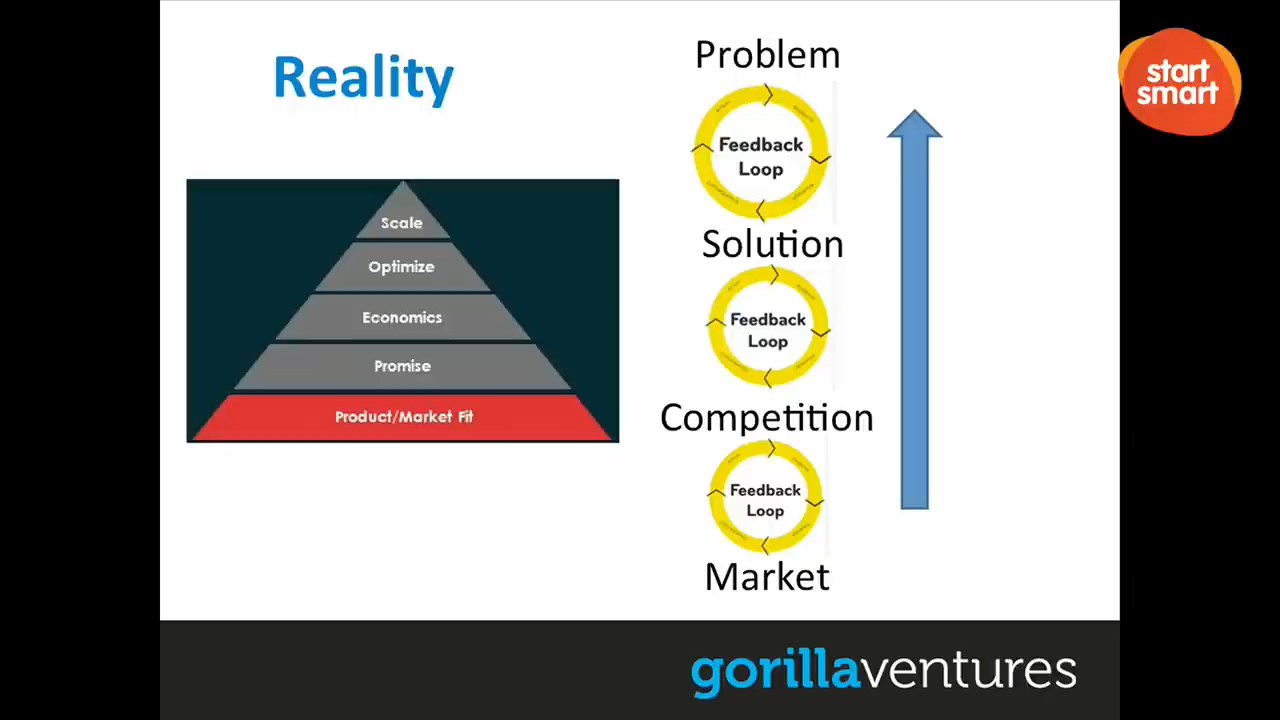 Reality
Scale
Optimize
Economics
Promise
Product/Market Fit
Problem
Feedback
Loop
Solution
Feedback
Loop
Competition
Feedback
Loop
Market
start
smart
gorillaventures